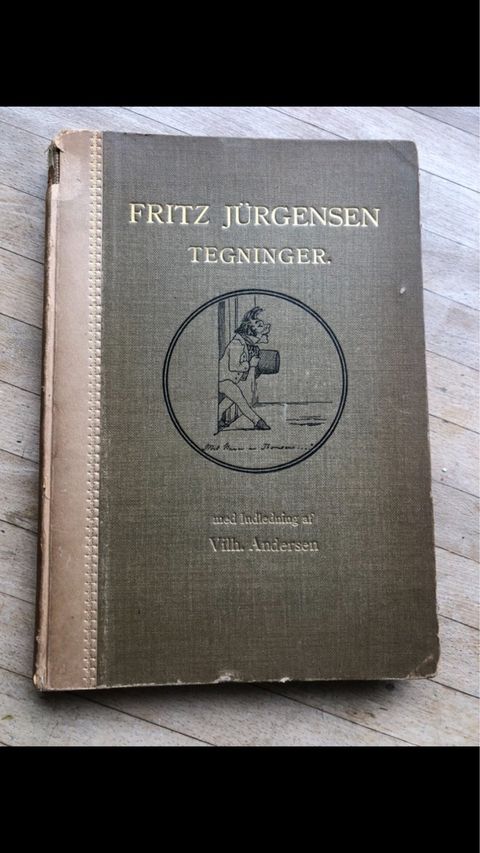 FRITZ JÜRGENSEN
TEGNINGER.
med Indledning af
Vilh. Andersen